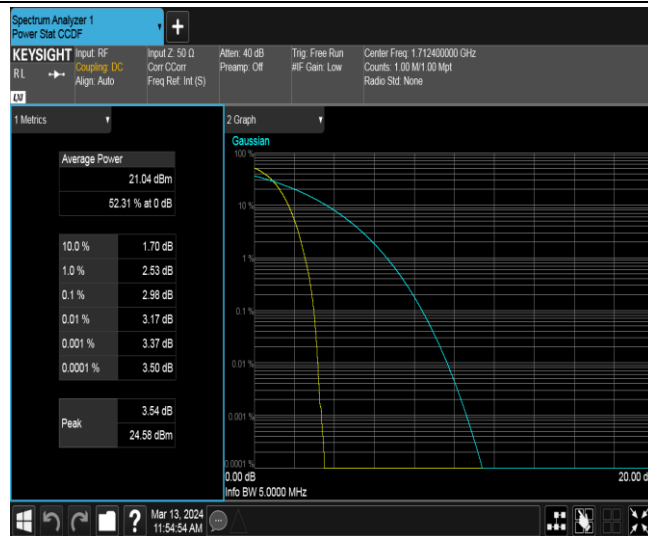 Spectrum Analyzer 1
Power Stat CCDF
+
KEYSIGHT
RL
LXI
Input: RF
Coupling: DC
Align: Auto
Input Z: 50 Ω
Corr CCorr
Freq Ref: Int (S)
Atten: 40 dB
Preamp: Off
Trig: Free Run
#IF Gain: Low
Center Freq: 1.712400000 GHz
Counts: 1.00 M/1.00 Mpt
Radio Std: None
1 Metrics
Average Power
21.04 dBm
52.31 % at 0 dB
10.0 % 1.70 dB
1.0 % 2.53 dB
0.1 % 2.98 dB
0.01 % 3.17 dB
0.001 % 3.37 dB
0.0001 % 3.50 dB
Peak
3.54 dB
24.58 dBm
2 Graph
Gaussian
100 %
10 %
1 %
0.1 %
0.01 %
0.001 %
0.0001 %
0.00 dB
20.00 d
Info BW 5.0000 MHz
?
Mar 13, 2024
11:54:54 AM